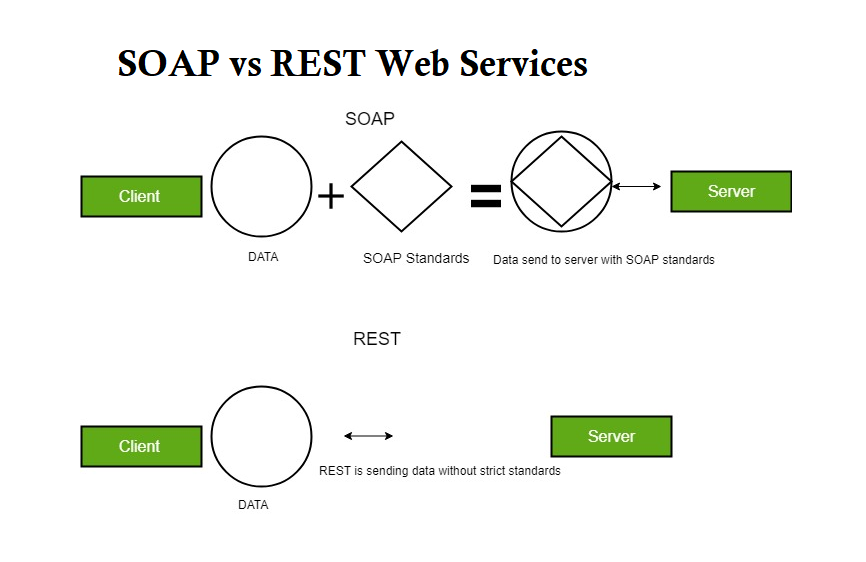 SOAP vs REST Web Services
SOAP
Client
+
=
Server
DATA
SOAP Standards
Data send to server with SOAP standards
REST
Client
Server
REST is sending data without strict standards
DATA